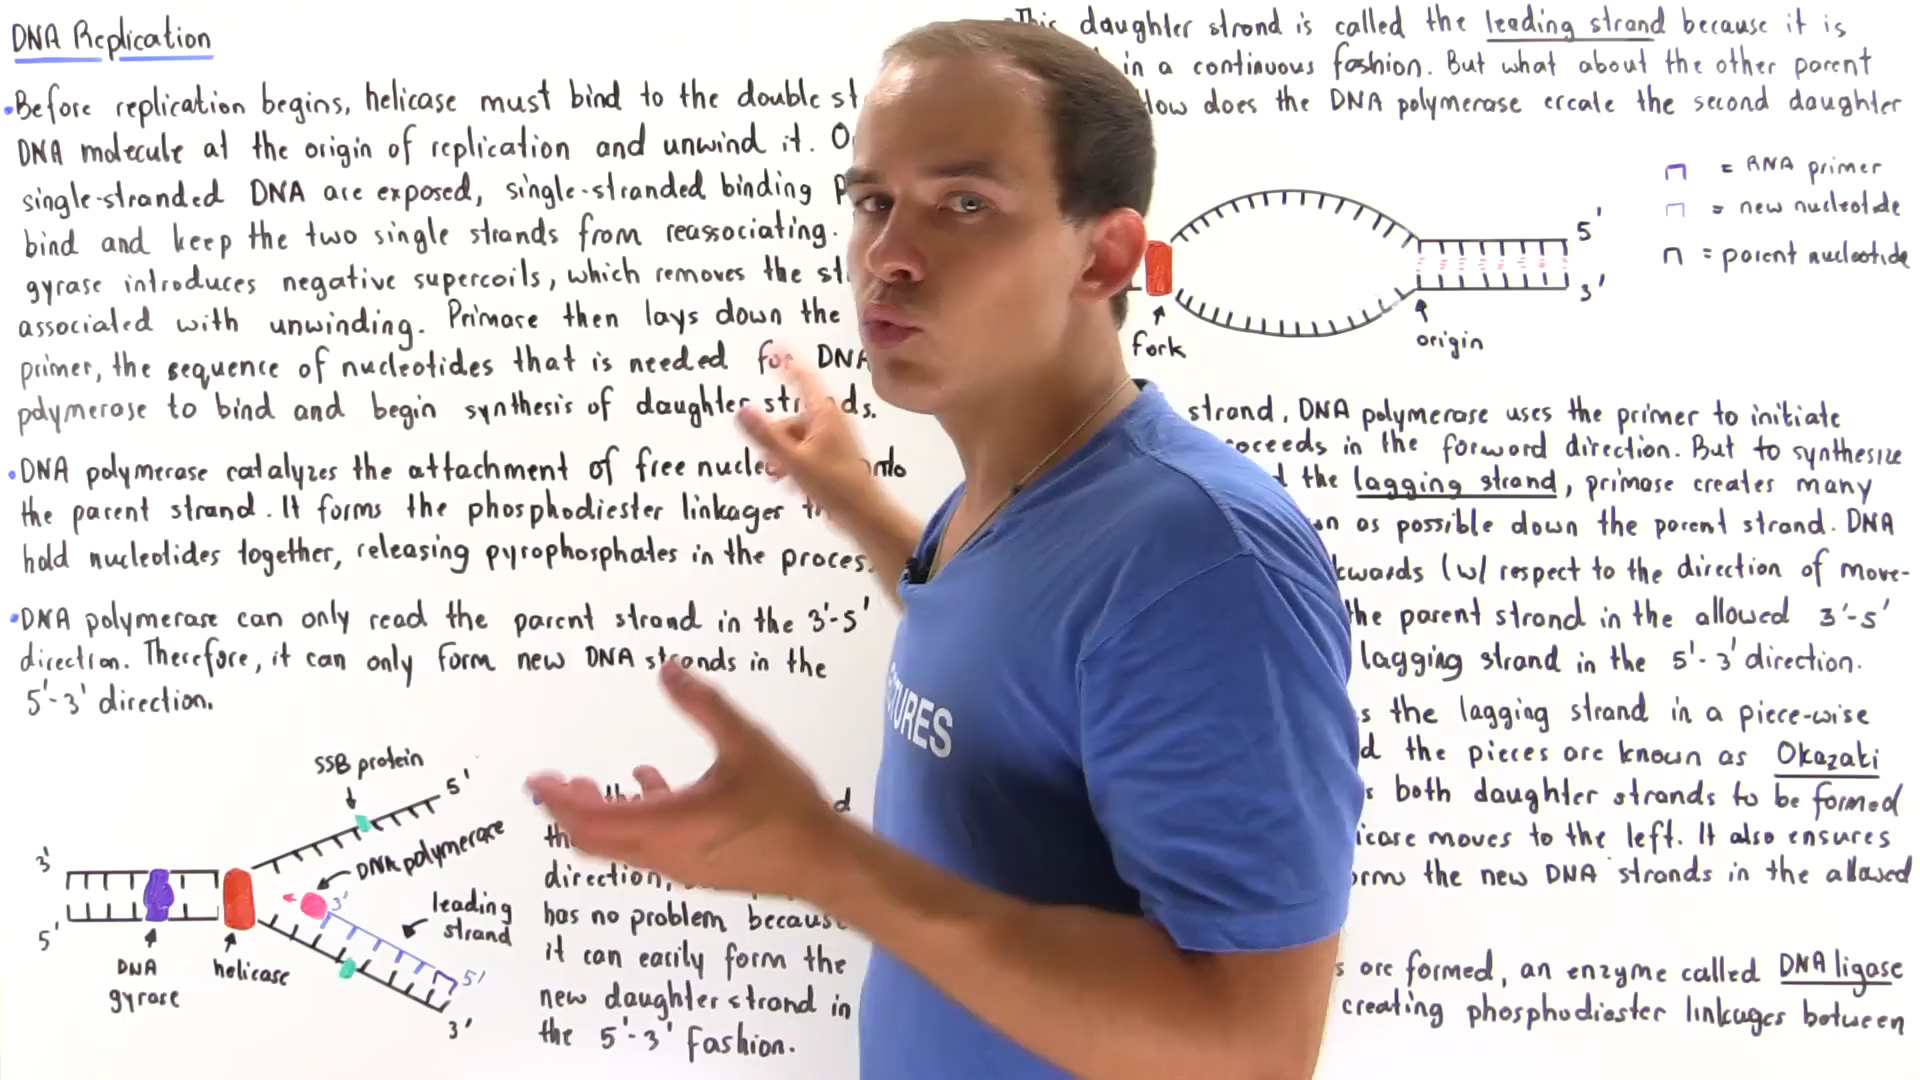 DNA Replication
•Before replication begins, helicase must bind to the double
DNA molecule at the origin of replication and unwind it.
single-stranded DNA are exposed, single-stranded binding
bind and keep the two single strands from reassociating.
gyrase introduces negative supercoils, which removes the
associated with unwinding. Primase then lays down the
primer, the sequence of nucleotides that is needed for DNA
polymerase to bind and begin synthesis of daughter strands.
•DNA polymerase catalyzes the attachment of free
the parent strand. It forms the phosphodiester linkages
hold nucleotides together, releasing pyrophosphates in the process.
•DNA polymerase can only read the parent strand in the 3'-5'
direction. Therefore, it can only form new DNA strands in the
5'-3' direction.
SSB protein
5'
DNA polymerase
3'
3'
leading
strand
5'
5'
DNA
gyrase
helicase
3'
direction,
has no problem because
it can easily form the
new daughter strand in
the 5'-3' fashion.
This daughter strand is called the leading strand because it is
in a continuous fashion. But what about the other parent
How does the DNA polymerase create the second daughter
= RNA primer
= new nucleotide
= parent nucleotide
5'
3'
fork
origin
strand, DNA polymerase uses the primer to initiate
in the forward direction. But to synthesize
the lagging strand, primase creates many
as possible down the parent strand. DNA
(w/ respect to the direction of move-
the parent strand in the allowed 3'-5'
lagging strand in the 5'-3' direction.
the lagging strand in a piece-wise
the pieces are known as Okazaki
both daughter strands to be formed
moves to the left. It also ensures
the new DNA strands in the allowed
are formed, an enzyme called DNA ligase
creating phosphodiester linkages between